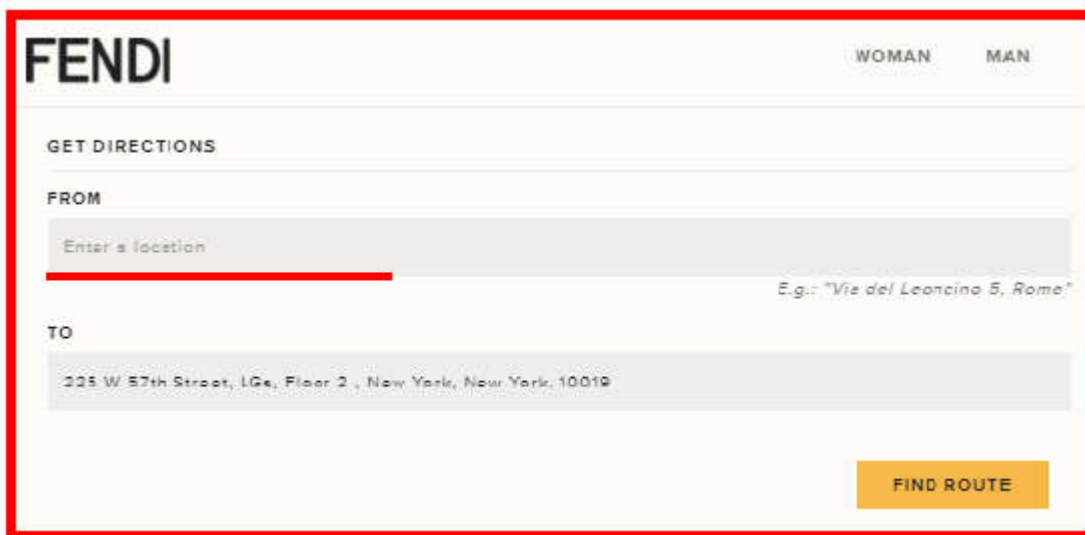 FENDI
WOMAN MAN
GET DIRECTIONS
FROM
Enter a location
E.g.: "Via del Leoncino 5, Rome"
TO
225 W 57th Street, LGs, Floor 2 , New York, New York, 10019
FIND ROUTE